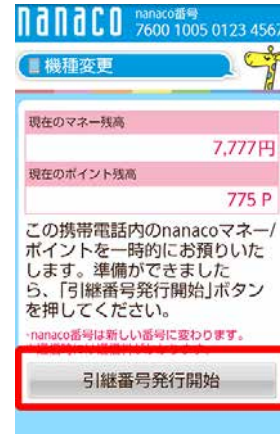 nanaco
nanaco番号
7600 1005 0123 4567
機種変更
現在のマネー残高
7,777円
現在のポイント残高
775 P
この携帯電話内のnanacoマネー/
ポイントを一時的にお預りいた
します。準備ができました
ら、「引継番号発行開始」ボタン
を押してください。
・nanaco番号は新しい番号に変わります。
引継番号発行開始